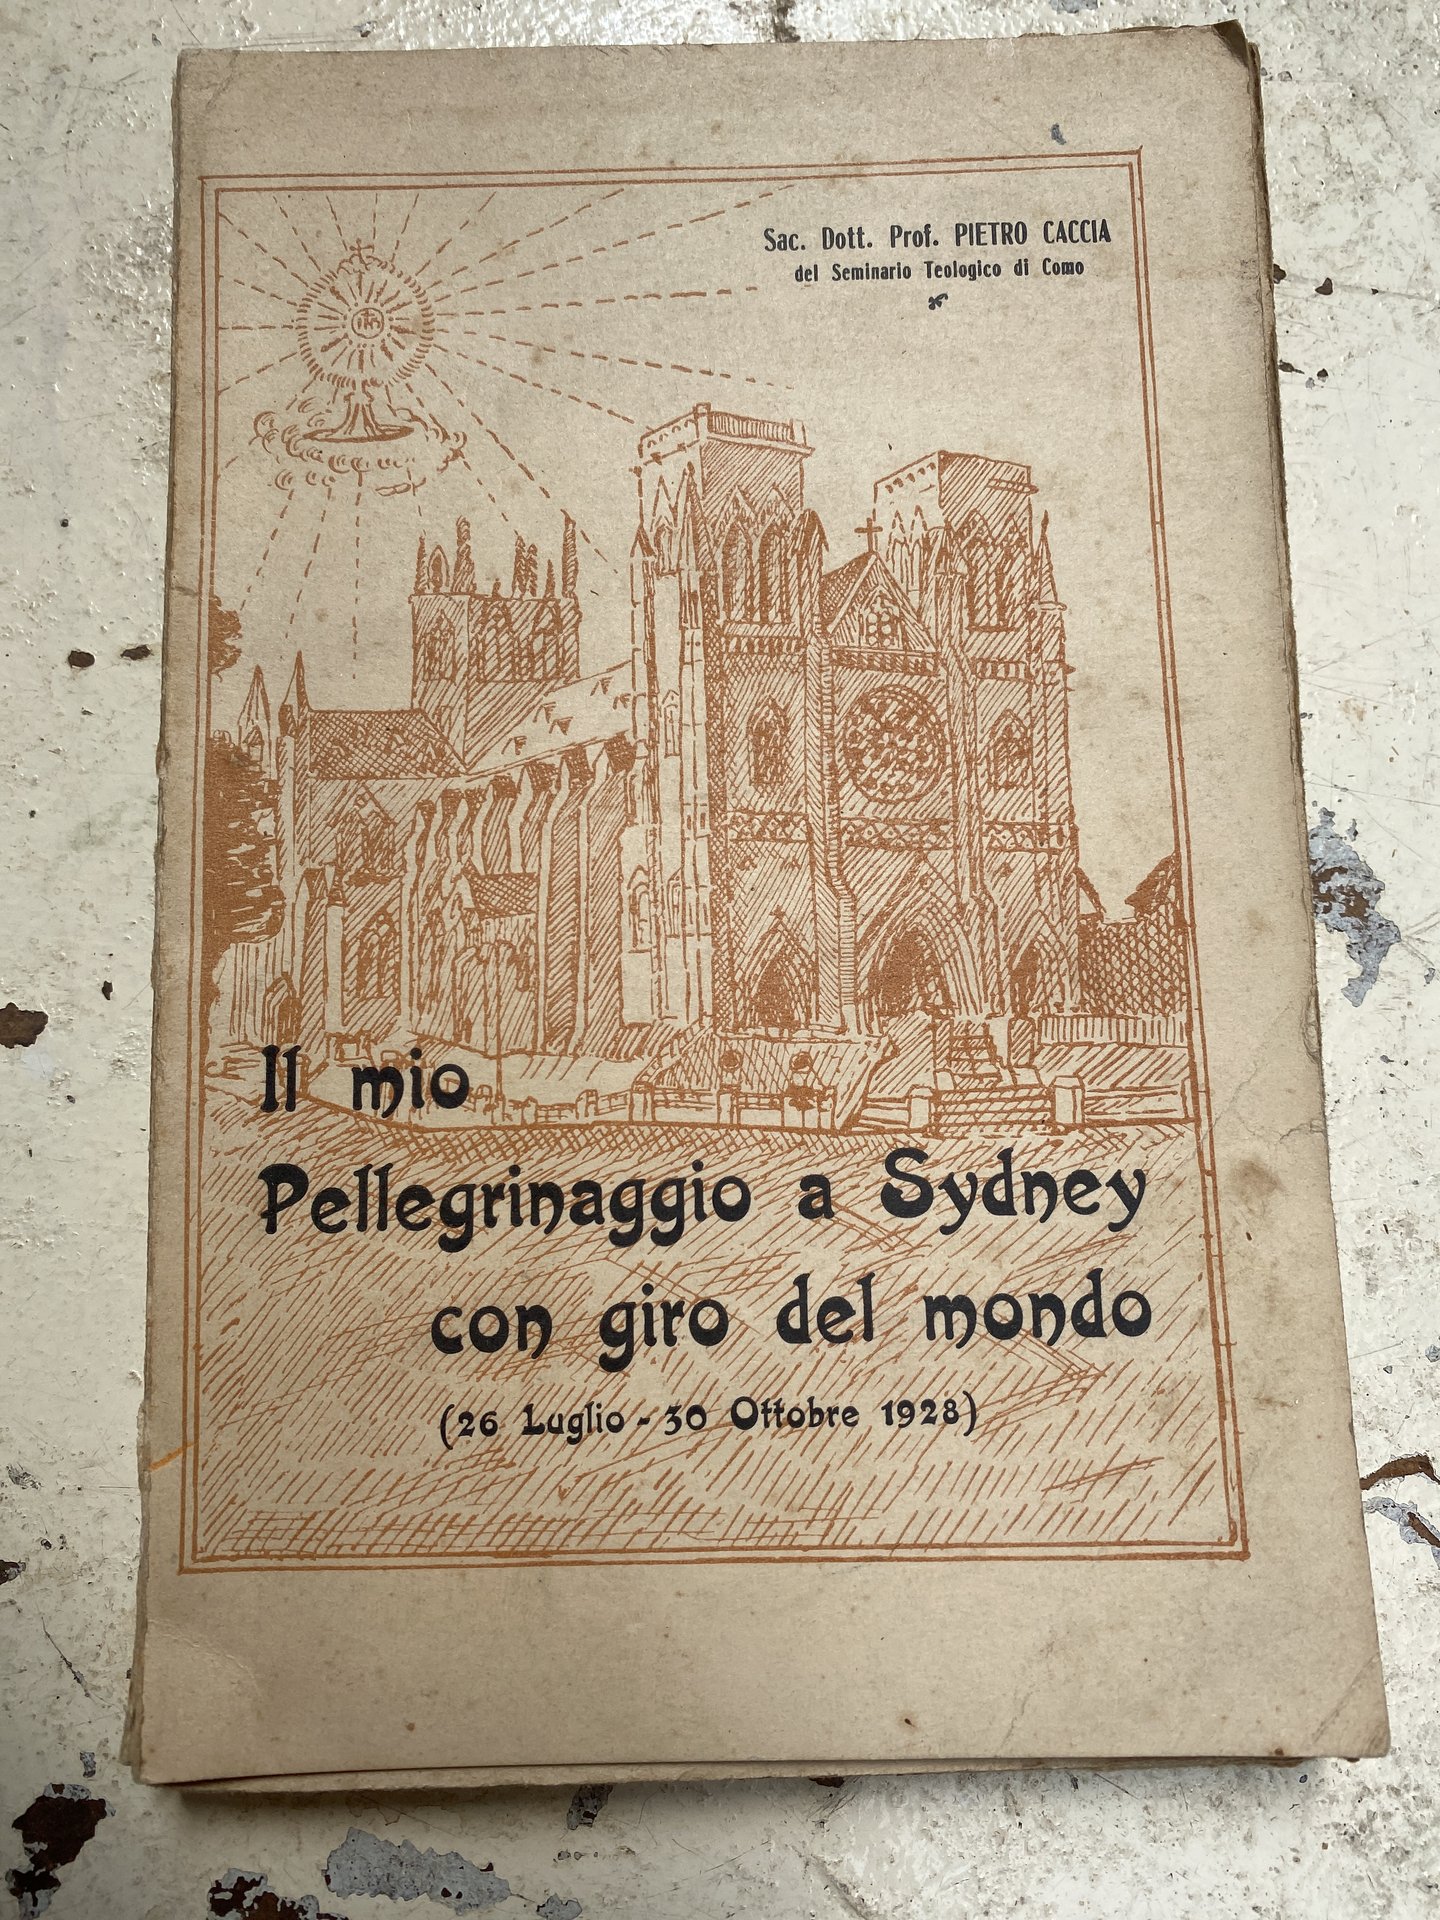 Sac. Dott. Prof. PIETRO CACCIA
del Seminario Teologico di Como
Il mio
Pellegrinaggio a Sydney
con giro del mondo
(26 Luglio - 30 Ottobre 1928)